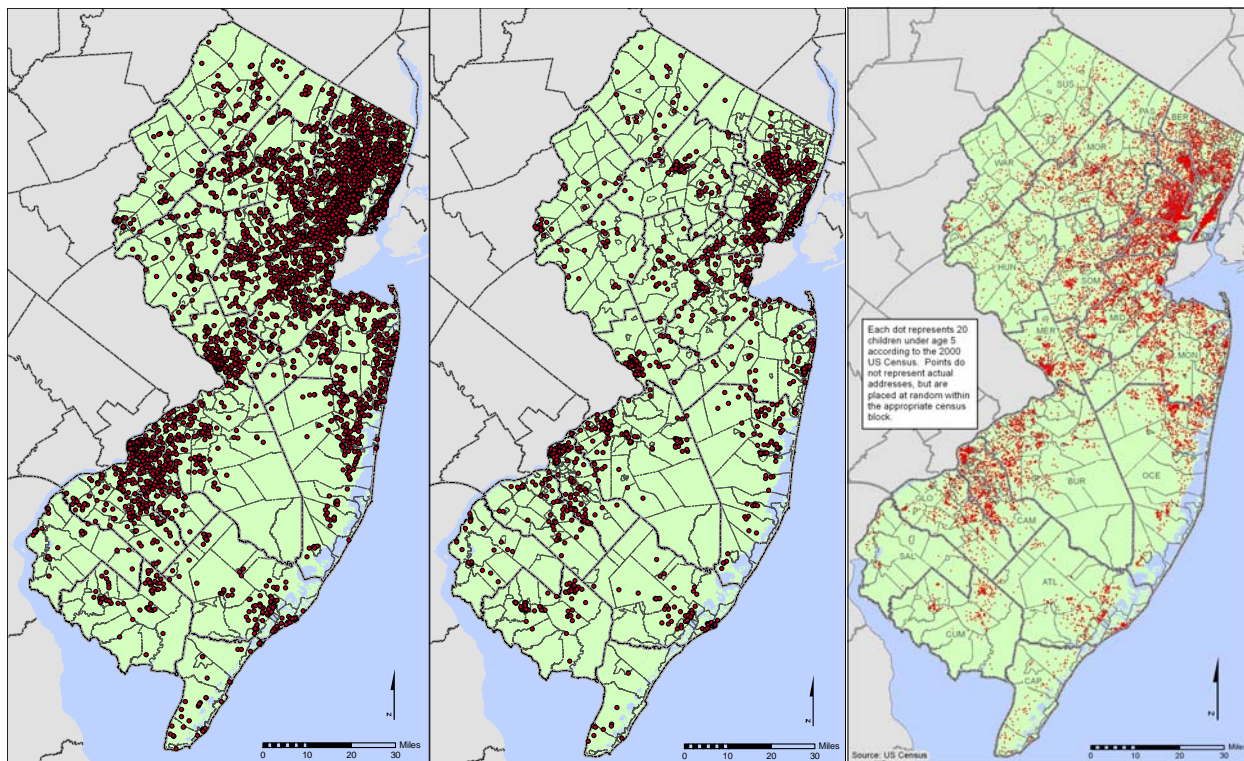 N
Miles
0
10
20
30
N
Miles
0
10
20
30
SUS
PAS
BER
WAR
MOR
HUN
SOM
MID
MER
MON
Each dot represents 20
children under age 5
according to the 2000
US Census. Points do
not represent actual
addresses, but are
placed at random within
the appropriate census
block.
OCE
BUR
GLO
CAM
SAL
ATL
CUM
CAP
N
Source: US Census
Miles
0
10
20
30